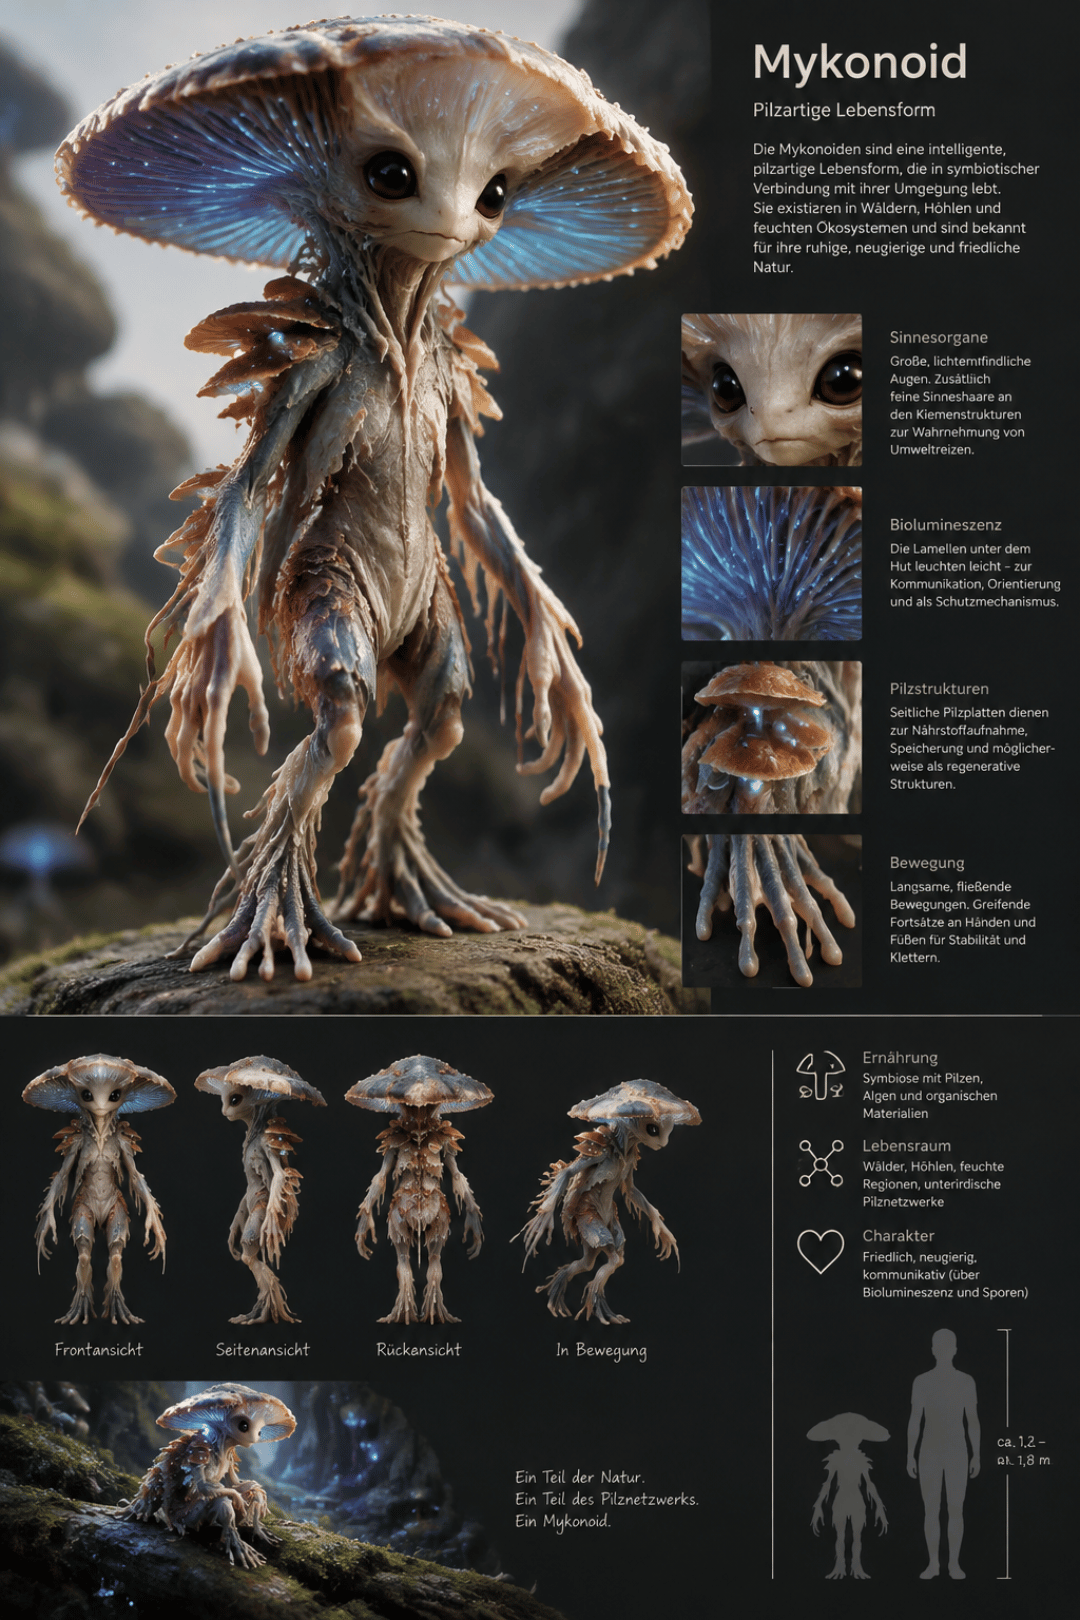 Mykonoid
Pilzartige Lebensform
Die Mykonoiden sind eine intelligente,
pilzartige Lebensform, die in symbiotischer
Verbindung mit ihrer Umgegung lebt.
Sie existizren in Wäldern, Höhlen und
feuchten Ökosystemen und sind bekannt
für ihre ruhige, neugierige und friedliche
Natur.
Sinnesorgane
Große, lichtemtfindliche
Augen. Zusätlich
feine Sinneshaare an
den Kiemenstrukturen
zur Wahrnehmung von
Umweltreizen.
Biolumineszenz
Die Lamellen unter dem
Hut leuchten leicht – zur
Kommunikation, Orientierung
und als Schutzmechanismus.
Pilzstrukturen
Seitliche Pilzplatten dienen
zur Nährstoffaufnahme,
Speicherung und möglicher-
weise als regenerative
Strukturen.
Bewegung
Langsame, fließende
Bewegungen. Greifende
Fortsätze an Händen und
Füßen für Stabilität und
Klettern.
Frontansicht
Seitenansicht
Rückansicht
In Bewegung
Ernährung
Symbiose mit Pilzen,
Algen und organischen
Materialien
Lebensraum
Wälder, Höhlen, feuchte
Regionen, unterirdische
Pilznetzwerke
Charakter
Friedlich, neugierig,
kommunikativ (über
Biolumineszenz und Sporen)
ca. 1,2 –
1,8 m
Ein Teil der Natur.
Ein Teil des Pilznetzwerks.
Ein Mykonoid.